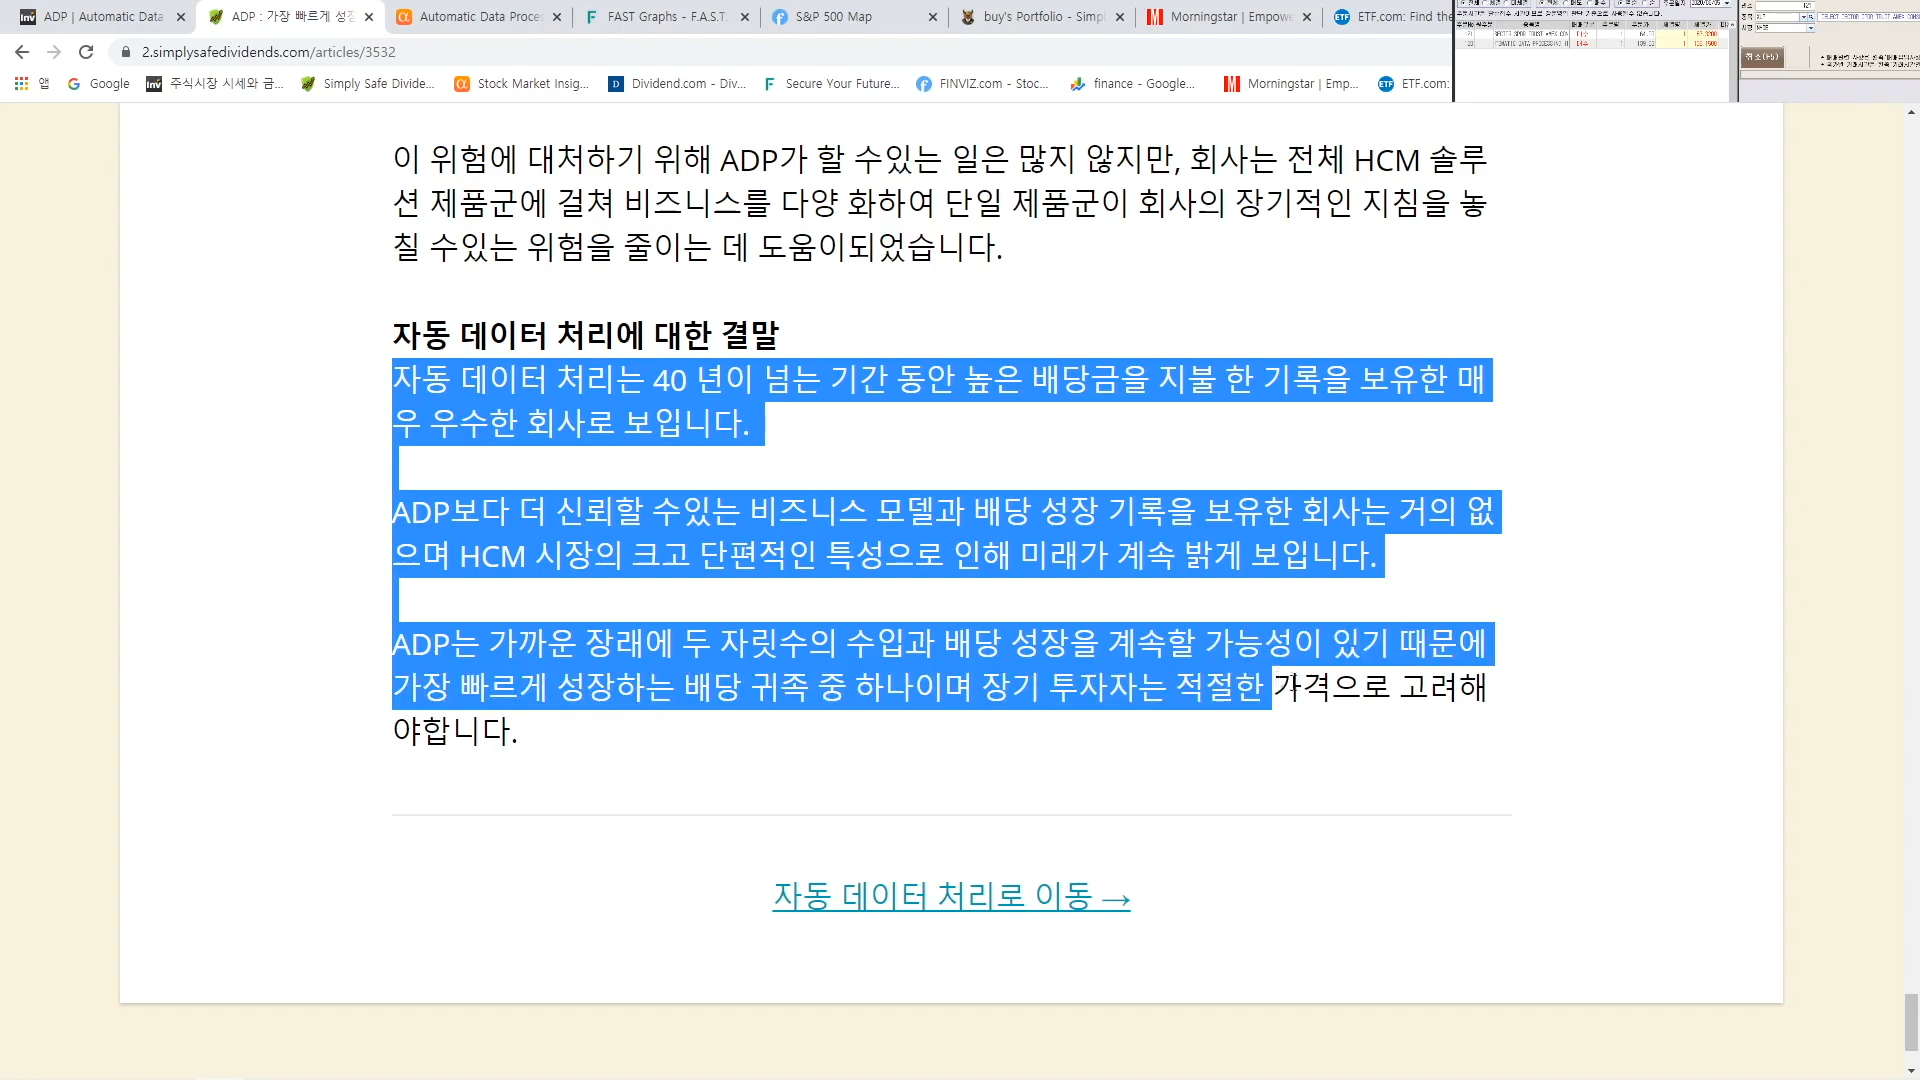 ADP | Automatic Data
ADP : 가장 빠르게 성장
Automatic Data Proces
FAST Graphs - F.A.S.T.
S&P 500 Map
buy's Portfolio - Simpl
Morningstar | Empowe
ETF.com: Find the
2.simplysafedividends.com/articles/3532
앱
Google
주식시장 시세와 금...
Simply Safe Divide...
Stock Market Insig...
Dividend.com - Div...
Secure Your Future...
FINVIZ.com - Stoc...
finance - Google...
Morningstar | Emp...
ETF.com:
취소(F5)
이 위험에 대처하기 위해 ADP가 할 수있는 일은 많지 않지만, 회사는 전체 HCM 솔루
션 제품군에 걸쳐 비즈니스를 다양 화하여 단일 제품군이 회사의 장기적인 지침을 놓
칠 수있는 위험을 줄이는 데 도움이되었습니다.
자동 데이터 처리에 대한 결말
자동 데이터 처리는 40 년이 넘는 기간 동안 높은 배당금을 지불 한 기록을 보유한 매
우 우수한 회사로 보입니다.
ADP보다 더 신뢰할 수있는 비즈니스 모델과 배당 성장 기록을 보유한 회사는 거의 없
으며 HCM 시장의 크고 단편적인 특성으로 인해 미래가 계속 밝게 보입니다.
ADP는 가까운 장래에 두 자릿수의 수입과 배당 성장을 계속할 가능성이 있기 때문에
가장 빠르게 성장하는 배당 귀족 중 하나이며 장기 투자자는 적절한 가격으로 고려해
야합니다.
자동 데이터 처리로 이동 →